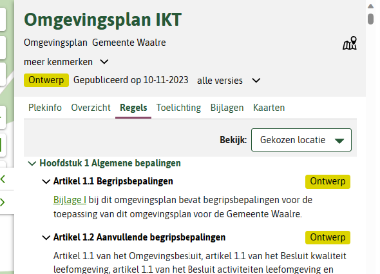 Omgevingsplan IKT
Omgevingsplan Gemeente Waalre
meer kenmerken
Ontwerp Gepubliceerd op 10-11-2023 alle versies
Plekinfo Overzicht Regels Toelichting Bijlagen Kaarten
Bekijk: Gekozen locatie
Hoofdstuk 1 Algemene bepalingen
Artikel 1.1 Begripsbepalingen Ontwerp
Bijlage I bij dit omgevingsplan bevat begripsbepalingen voor de
toepassing van dit omgevingsplan voor de Gemeente Waalre.
Artikel 1.2 Aanvullende begripsbepalingen Ontwerp
Artikel 1.1 van het Omgevingsbesluit, artikel 1.1 van het Besluit kwaliteit
leefomgeving, artikel 1.1 van het Besluit activiteiten leefomgeving en